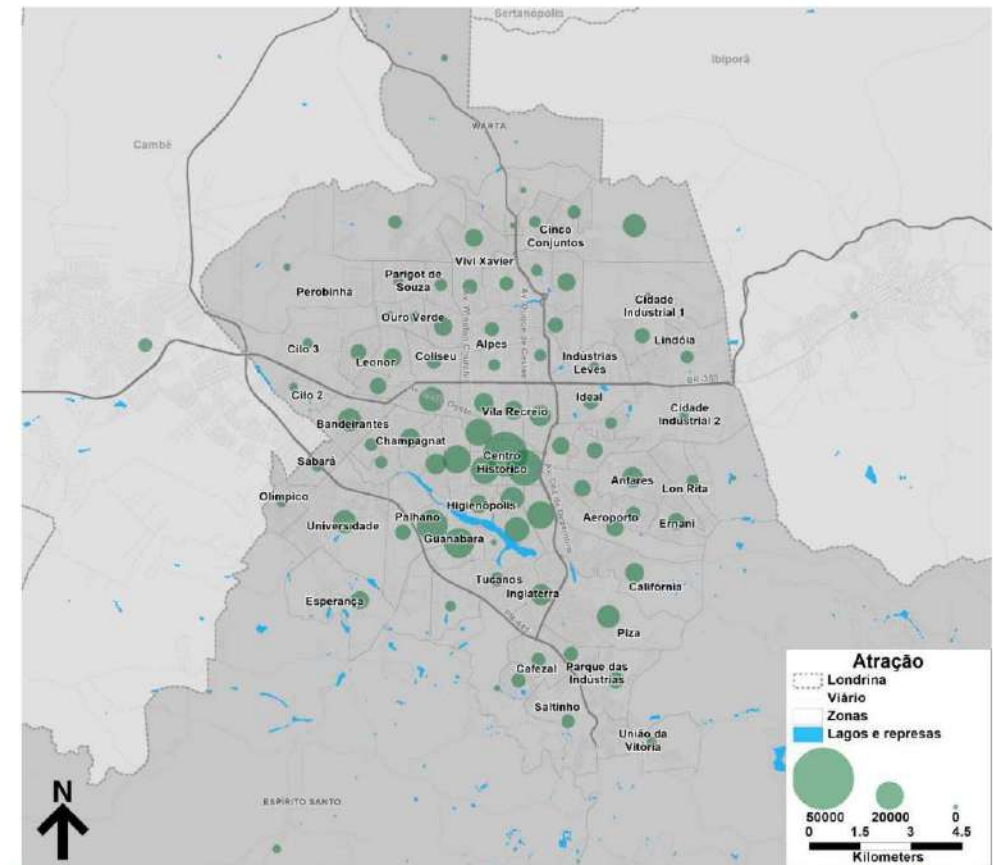 Sertanópolis
Ibiporã
Cambé
WARTA
Cinco
Conjuntos
Vivi Xavier
Parigot de
Souza
Perobinha
Cidade
Industrial 1
Ouro Verde
Cilo 3
Leonor
Coliseu
Alpes
Lindóia
Indústrias
Leves
BR-369
Cilo 2
Ideal
Vila Recreio
Cidade
Industrial 2
Bandeirantes
Champagnat
Centro
Histórico
Sabará
Antares
Lon Rita
Olímpico
Higienópolis
Universidade
Palhano
Aeroporto
Ernani
Guanabara
Tucanos
Inglaterra
Califórnia
Esperança
Piza
Cafezal
Parque das
Indústrias
Saltinho
União da
Vitória
ESPÍRITO SANTO
N
Atração
Londrina
Viário
Zonas
Lagos e represas
50000 20000 0
0 1.5 3 4.5
Kilometers